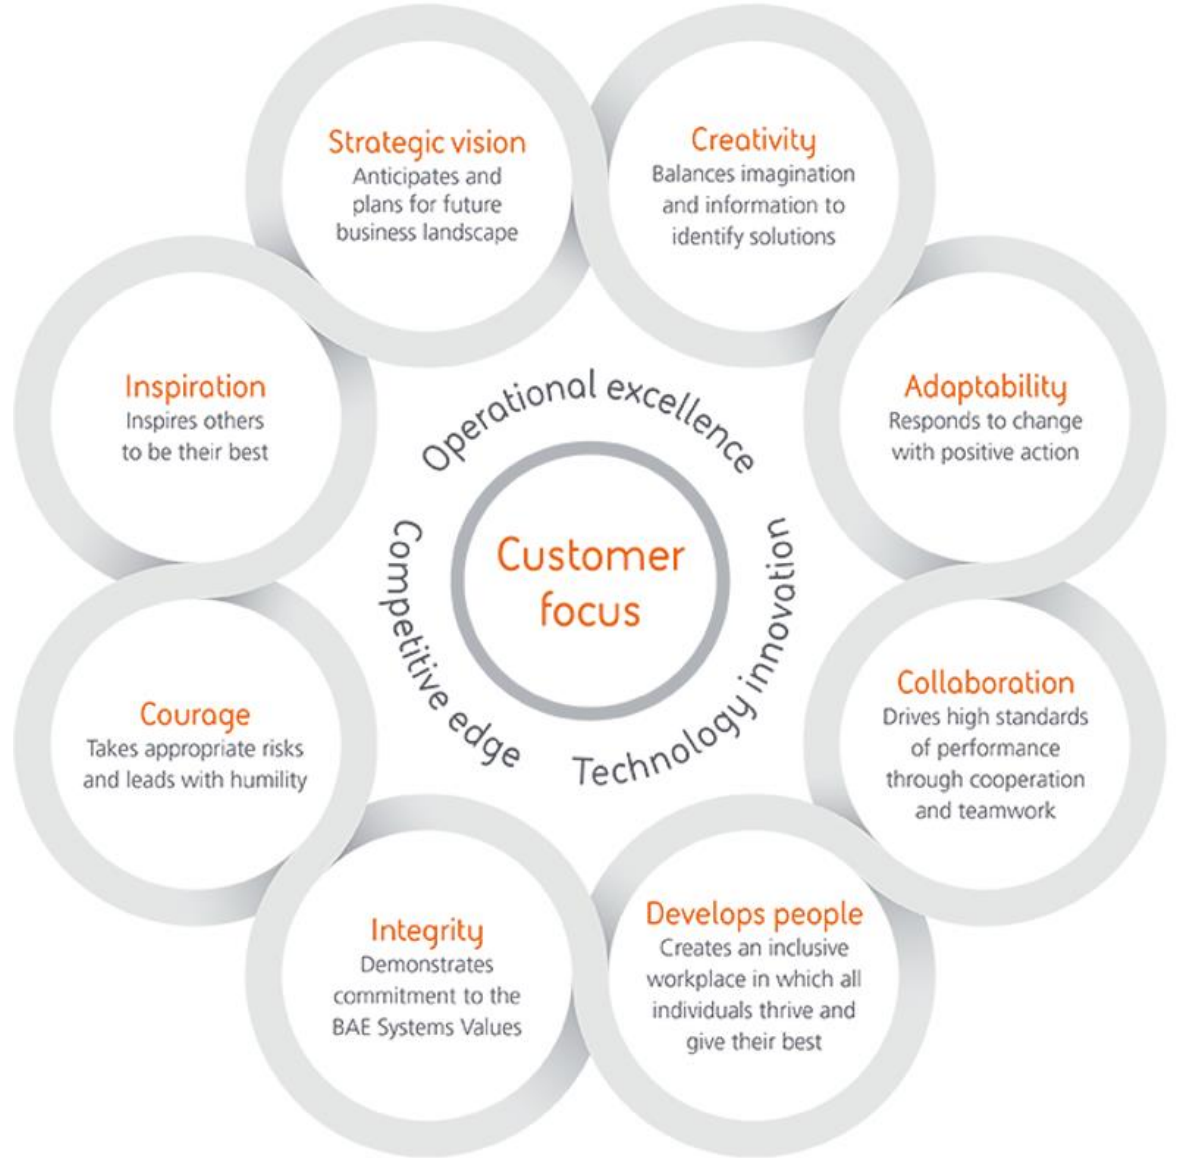 Strategic vision
Anticipates and
plans for future
business landscape
Creativity
Balances imagination
and information to
identify solutions
Inspiration
Inspires others
to be their best
Adaptability
Responds to change
with positive action
Operational excellence
Competitive edge
Technology innovation
Customer
focus
Courage
Takes appropriate risks
and leads with humility
Collaboration
Drives high standards
of performance
through cooperation
and teamwork
Integrity
Demonstrates
commitment to the
BAE Systems Values
Develops people
Creates an inclusive
workplace in which all
individuals thrive and
give their best